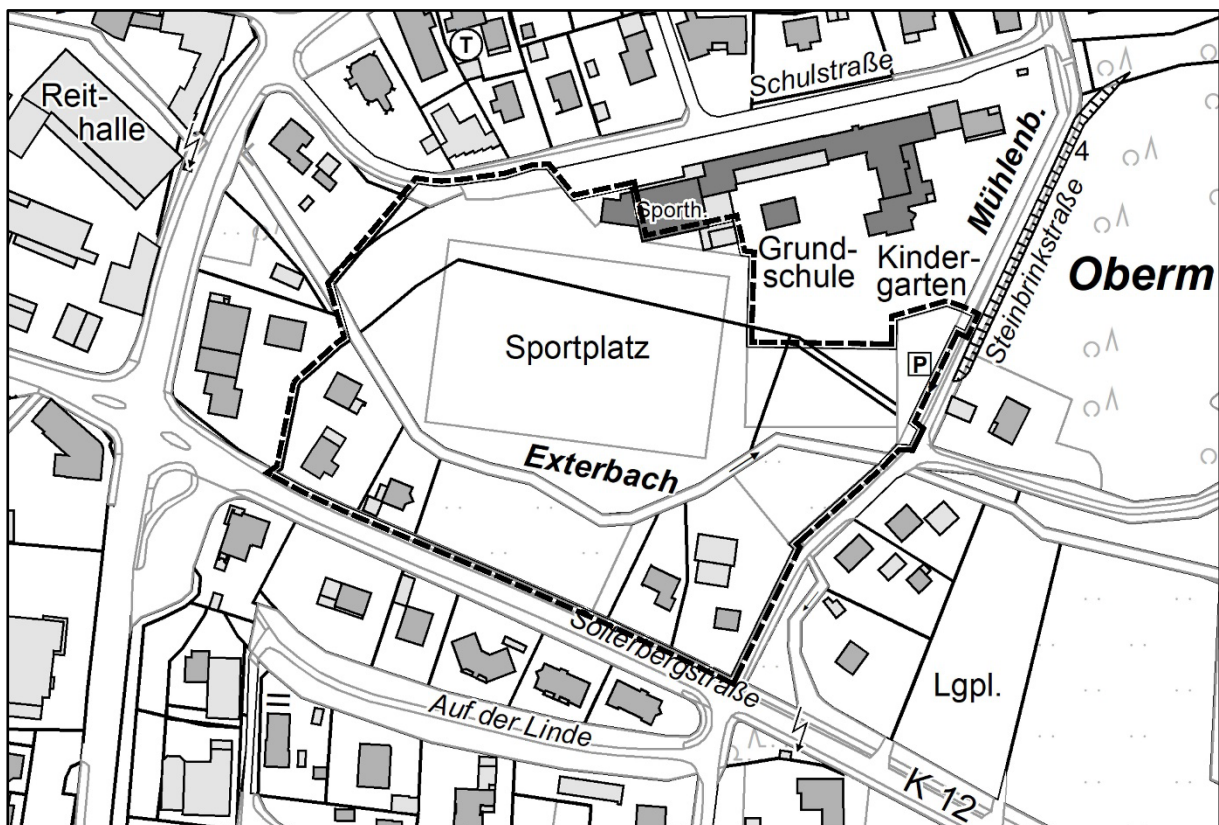 T
Reit-
halle
Schulstraße
4
Mühlenb.
Sporth.
Steinbrinkstraße
Grund-
schule
Kinder-
garten
Oberm
Sportplatz
P
Exterbach
Solterbergstraße
Lgpl.
Auf der Linde
K 12